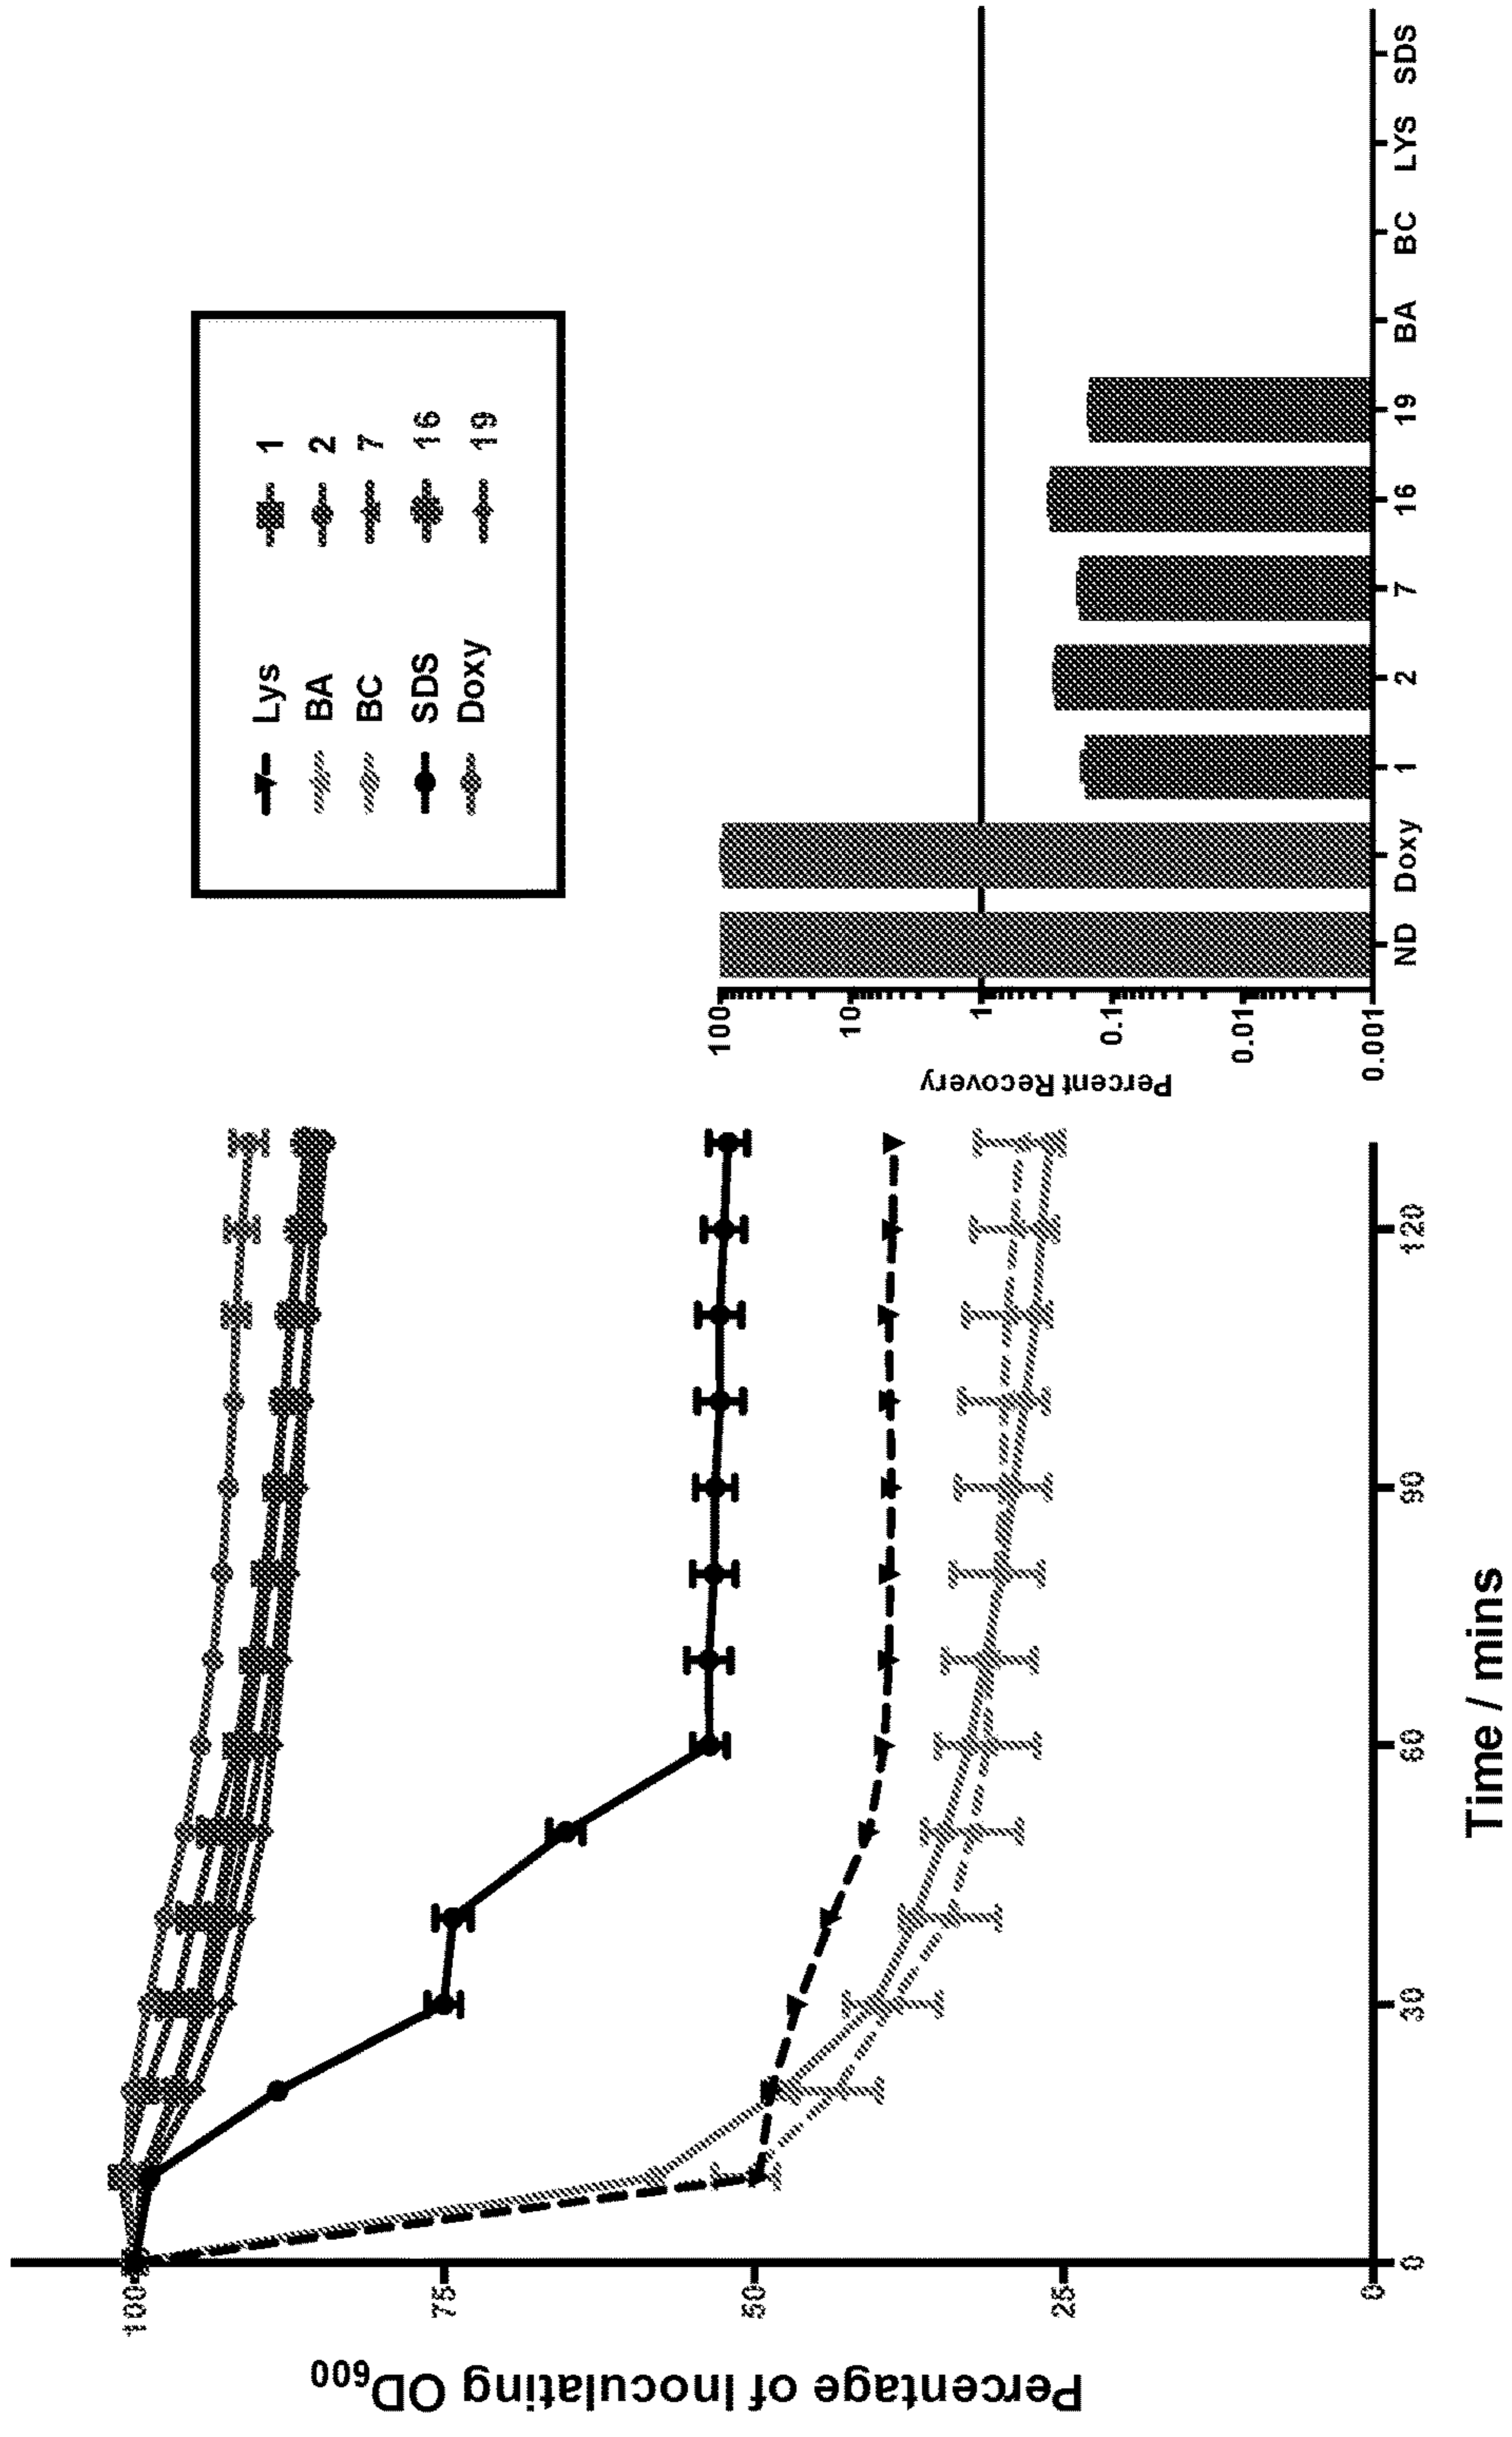 Percentage of Inoculating OD600
100
75
50
25
0
0
30
60
90
120
Time / mins
Lys
BA
BC
SDS
Doxy
1
2
7
16
19
Percent Recovery
100
10
1
0.1
0.01
0.001
ND Doxy 1 2 7 16 19 BA BC LYS SDS